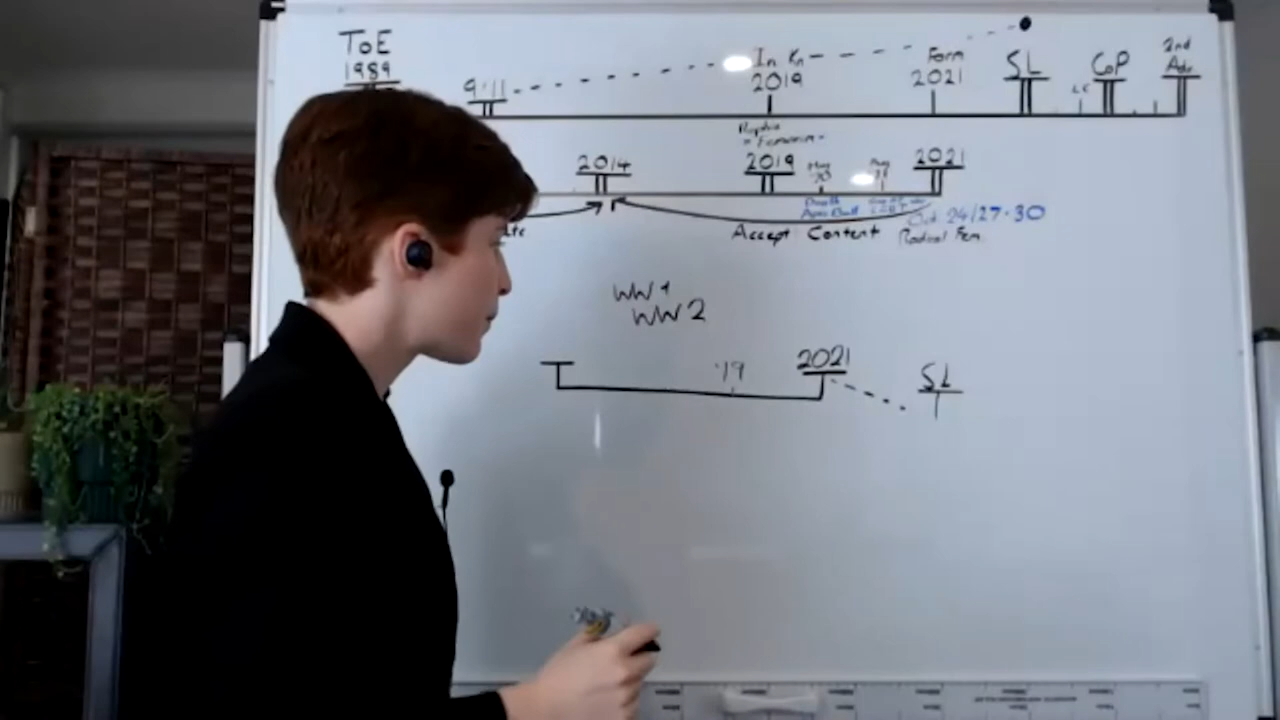 ToE
1989
9·11
In Kn
2019
Form
2021
SL
CoP
2nd
Adv
2014
2019
2021
Oct 24/27·30
Accept Content
Radical Fem.
WW1
WW2
'19
2021
SL